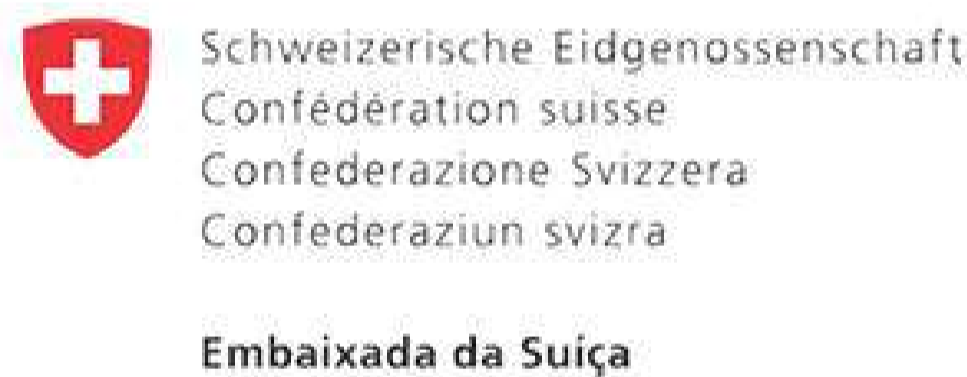 Schweizerische Eidgenossenschaft
Confédération suisse
Confederazione Svizzera
Confederaziun svizra
Embaixada da Suíça